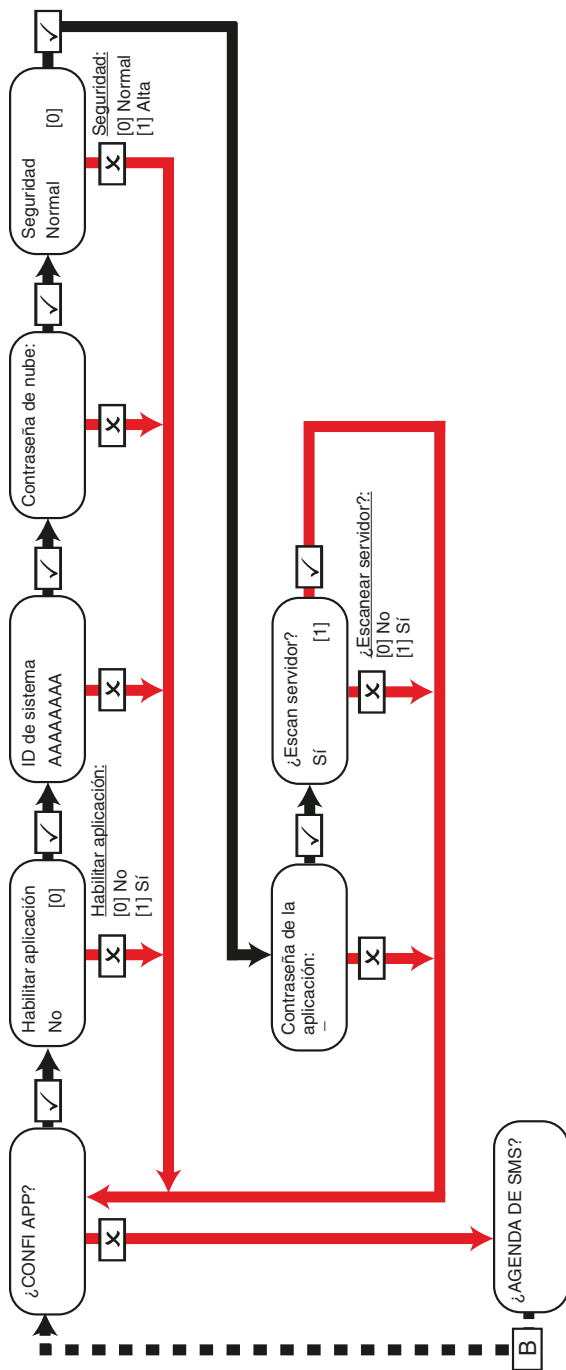 ¿CONFI APP?
Habilitar aplicación
No [0]
Habilitar aplicación:
[0] No
[1] Sí
ID de sistema
AAAAAAAA
Contraseña de nube:
Seguridad
Normal [0]
Seguridad:
[0] Normal
[1] Alta
Contraseña de la
aplicación:
_
¿Escan servidor?
Sí [1]
¿Escanear servidor?:
[0] No
[1] Sí
B
¿AGENDA DE SMS?